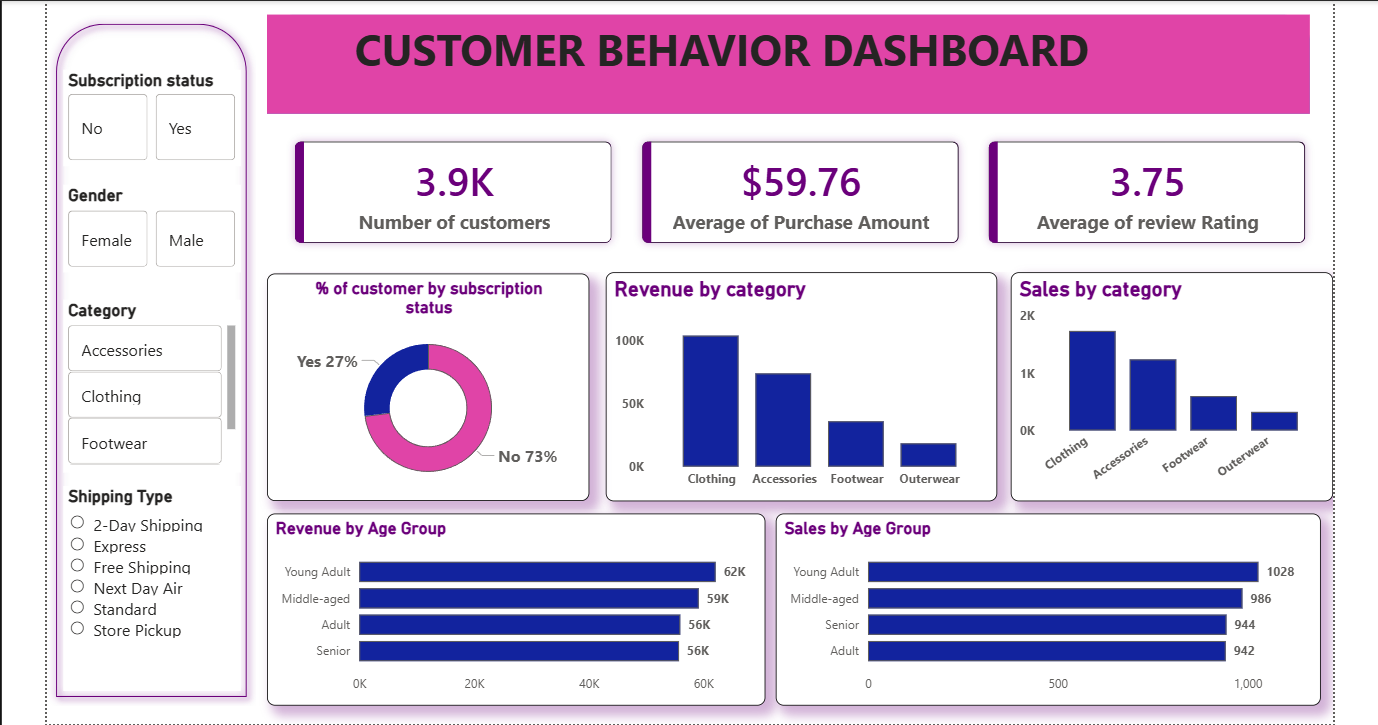 CUSTOMER BEHAVIOR DASHBOARD
Subscription status
No
Yes
Gender
Female
Male
Category
Accessories
Clothing
Footwear
Shipping Type
2-Day Shipping
Express
Free Shipping
Next Day Air
Standard
Store Pickup
3.9K
Number of customers
$59.76
Average of Purchase Amount
3.75
Average of review Rating
% of customer by subscription
status
Yes 27%
No 73%
Revenue by category
100K
50K
0K
Clothing
Accessories
Footwear
Outerwear
Sales by category
2K
1K
0K
Clothing
Accessories
Footwear
Outerwear
Revenue by Age Group
Young Adult 62K
Middle-aged 59K
Adult 56K
Senior 56K
0K 20K 40K 60K
Sales by Age Group
Young Adult 1028
Middle-aged 986
Senior 944
Adult 942
0 500 1,000